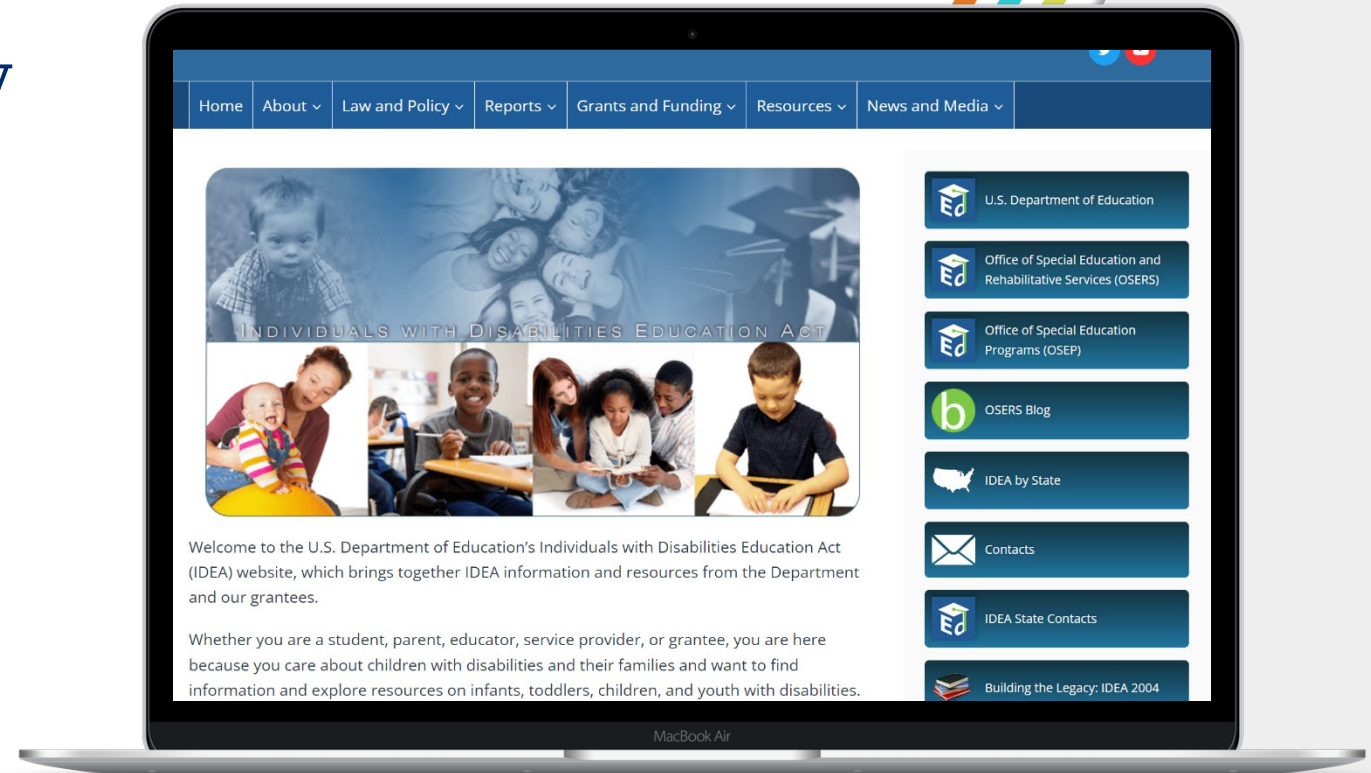 Home About Law and Policy Reports Grants and Funding Resources News and Media
INDIVIDUALS WITH DISABILITIES EDUCATION ACT
Welcome to the U.S. Department of Education’s Individuals with Disabilities Education Act
(IDEA) website, which brings together IDEA information and resources from the Department
and our grantees.
Whether you are a student, parent, educator, service provider, or grantee, you are here
because you care about children with disabilities and their families and want to find
information and explore resources on infants, toddlers, children, and youth with disabilities.
Ed U.S. Department of Education
Ed Office of Special Education and
Rehabilitative Services (OSERS)
Ed Office of Special Education
Programs (OSEP)
b OSERS Blog
IDEA by State
Contacts
Ed IDEA State Contacts
Building the Legacy: IDEA 2004
MacBook Air